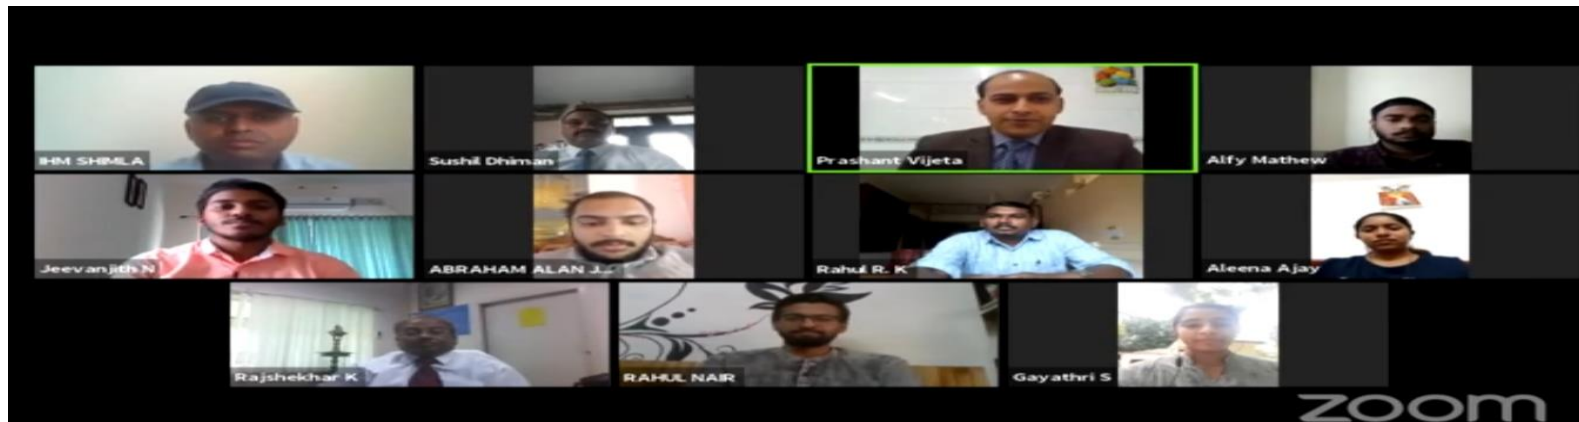 IHM SHIMLA
Sushil Dhiman
Prashant Vijeta
Alfy Mathew
Jeevanjith N
ABRAHAM ALAN J...
Rahul R. K
Aleena Ajay
Rajshekhar K
RAHUL NAIR
Gayathri S
zoom